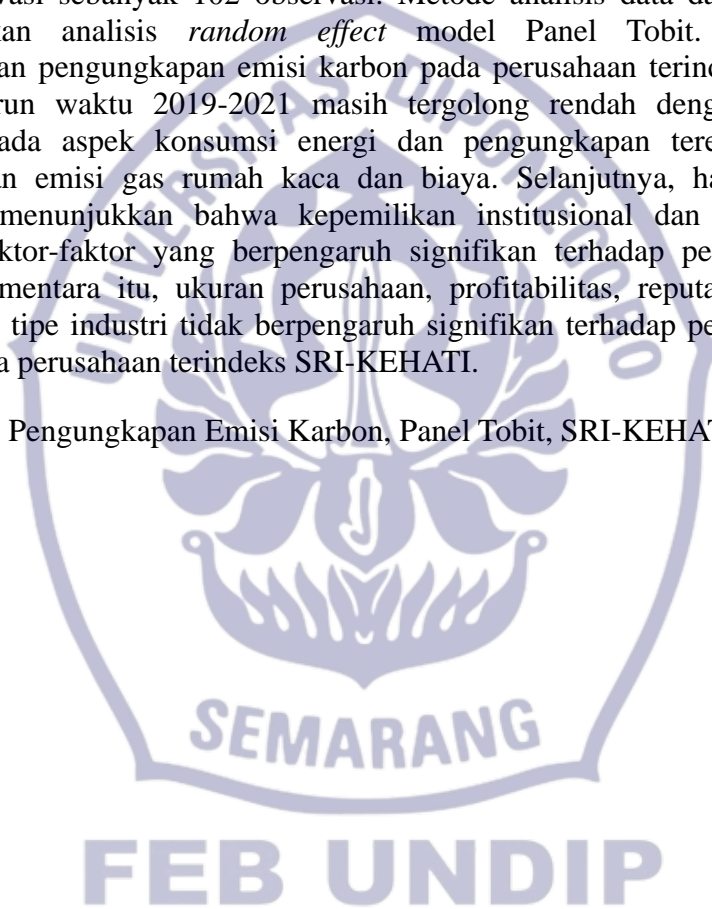 vasi sebanyak 102 observasi. Metode analisis data da
kan analisis random effect model Panel Tobit.
an pengungkapan emisi karbon pada perusahaan terind
run waktu 2019-2021 masih tergolong rendah deng
ada aspek konsumsi energi dan pengungkapan tere
an emisi gas rumah kaca dan biaya. Selanjutnya, ha
menunjukkan bahwa kepemilikan institusional dan
ktor-faktor yang berpengaruh signifikan terhadap pe
mentara itu, ukuran perusahaan, profitabilitas, reputa
tipe industri tidak berpengaruh signifikan terhadap pe
a perusahaan terindeks SRI-KEHATI.
Pengungkapan Emisi Karbon, Panel Tobit, SRI-KEHAT
UNIVERSITAS DIPONEGORO
SEMARANG
FEB UNDIP